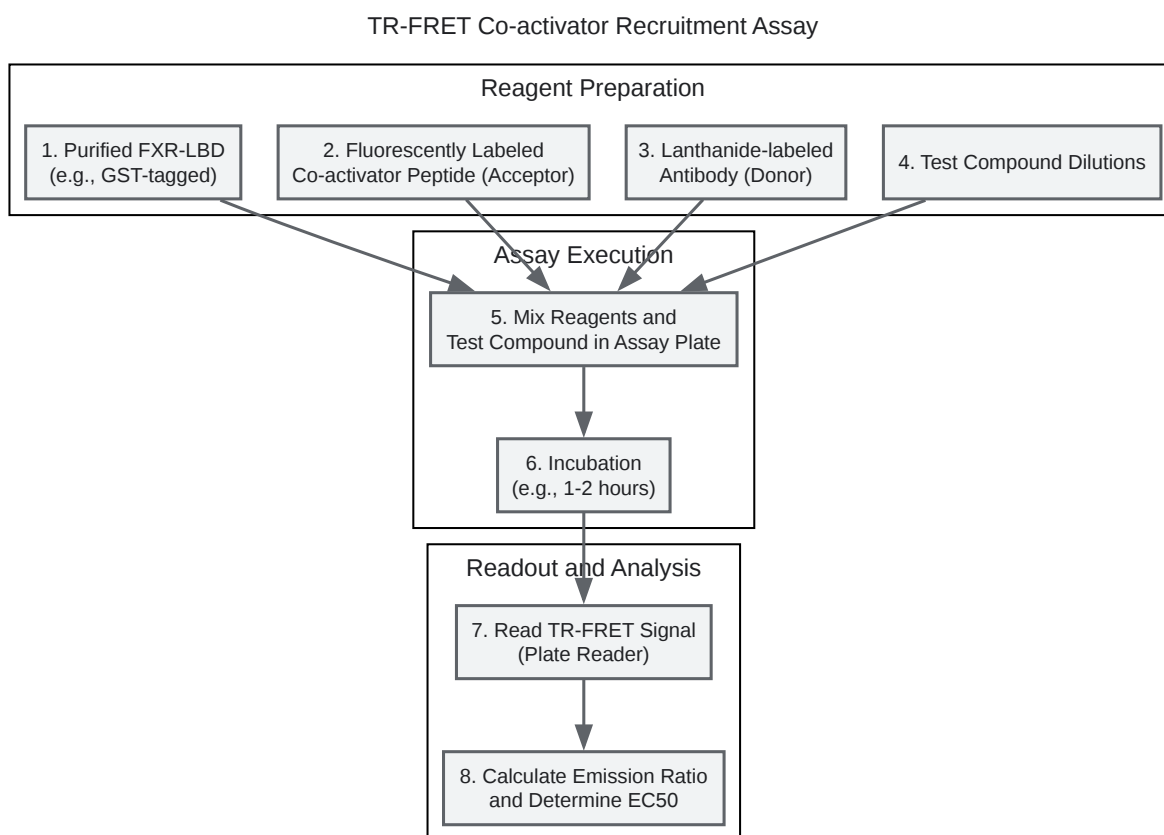 TR-FRET Co-activator Recruitment Assay
Reagent Preparation
1. Purified FXR-LBD
(e.g., GST-tagged)
2. Fluorescently Labeled
Co-activator Peptide (Acceptor)
3. Lanthanide-labeled
Antibody (Donor)
4. Test Compound Dilutions
Assay Execution
5. Mix Reagents and
Test Compound in Assay Plate
6. Incubation
(e.g., 1-2 hours)
Readout and Analysis
7. Read TR-FRET Signal
(Plate Reader)
8. Calculate Emission Ratio
and Determine EC50